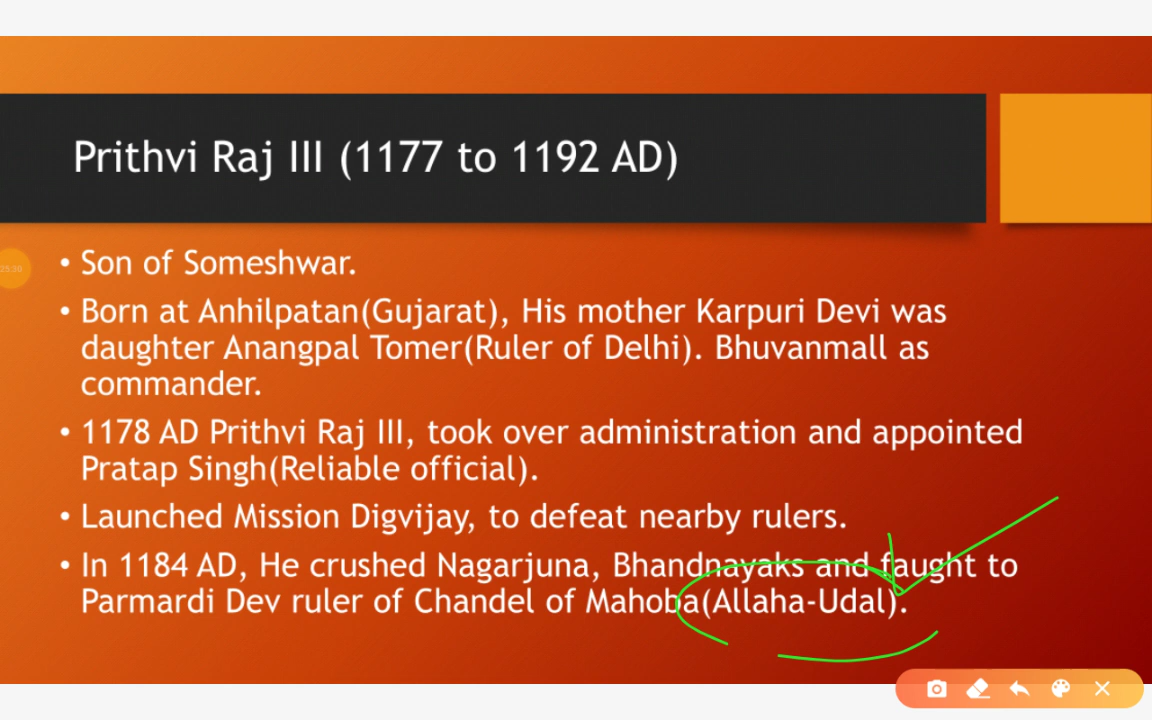 Prithvi Raj III (1177 to 1192 AD)
• Son of Someshwar.
• Born at Anhilpatan(Gujarat), His mother Karpuri Devi was
daughter Anangpal Tomer(Ruler of Delhi). Bhuvanmall as
commander.
• 1178 AD Prithvi Raj III, took over administration and appointed
Pratap Singh(Reliable official).
• Launched Mission Digvijay, to defeat nearby rulers.
• In 1184 AD, He crushed Nagarjuna, Bhandnayaks and faught to
Parmardi Dev ruler of Chandel of Mahoba(Allaha-Udal).